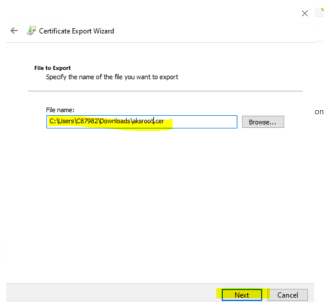 Certificate Export Wizard
File to Export
Specify the name of the file you want to export
File name:
C:\Users\C87982\Downloads\aksroot.cer
Browse...
on
Next
Cancel